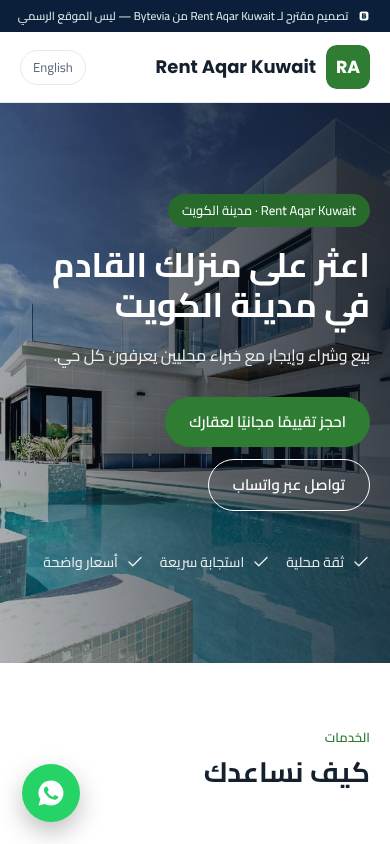 تصميم مقترح لـ Rent Aqar Kuwait من Bytevia — ليس الموقع الرسمي
RA Rent Aqar Kuwait
English
Rent Aqar Kuwait · مدينة الكويت
اعثر على منزلك القادم
في مدينة الكويت
بيع وشراء وإيجار مع خبراء محليين يعرفون كل حي.
احجز تقييمًا مجانيًا لعقارك
تواصل عبر واتساب
ثقة محلية
استجابة سريعة
أسعار واضحة
الخدمات
كيف نساعدك